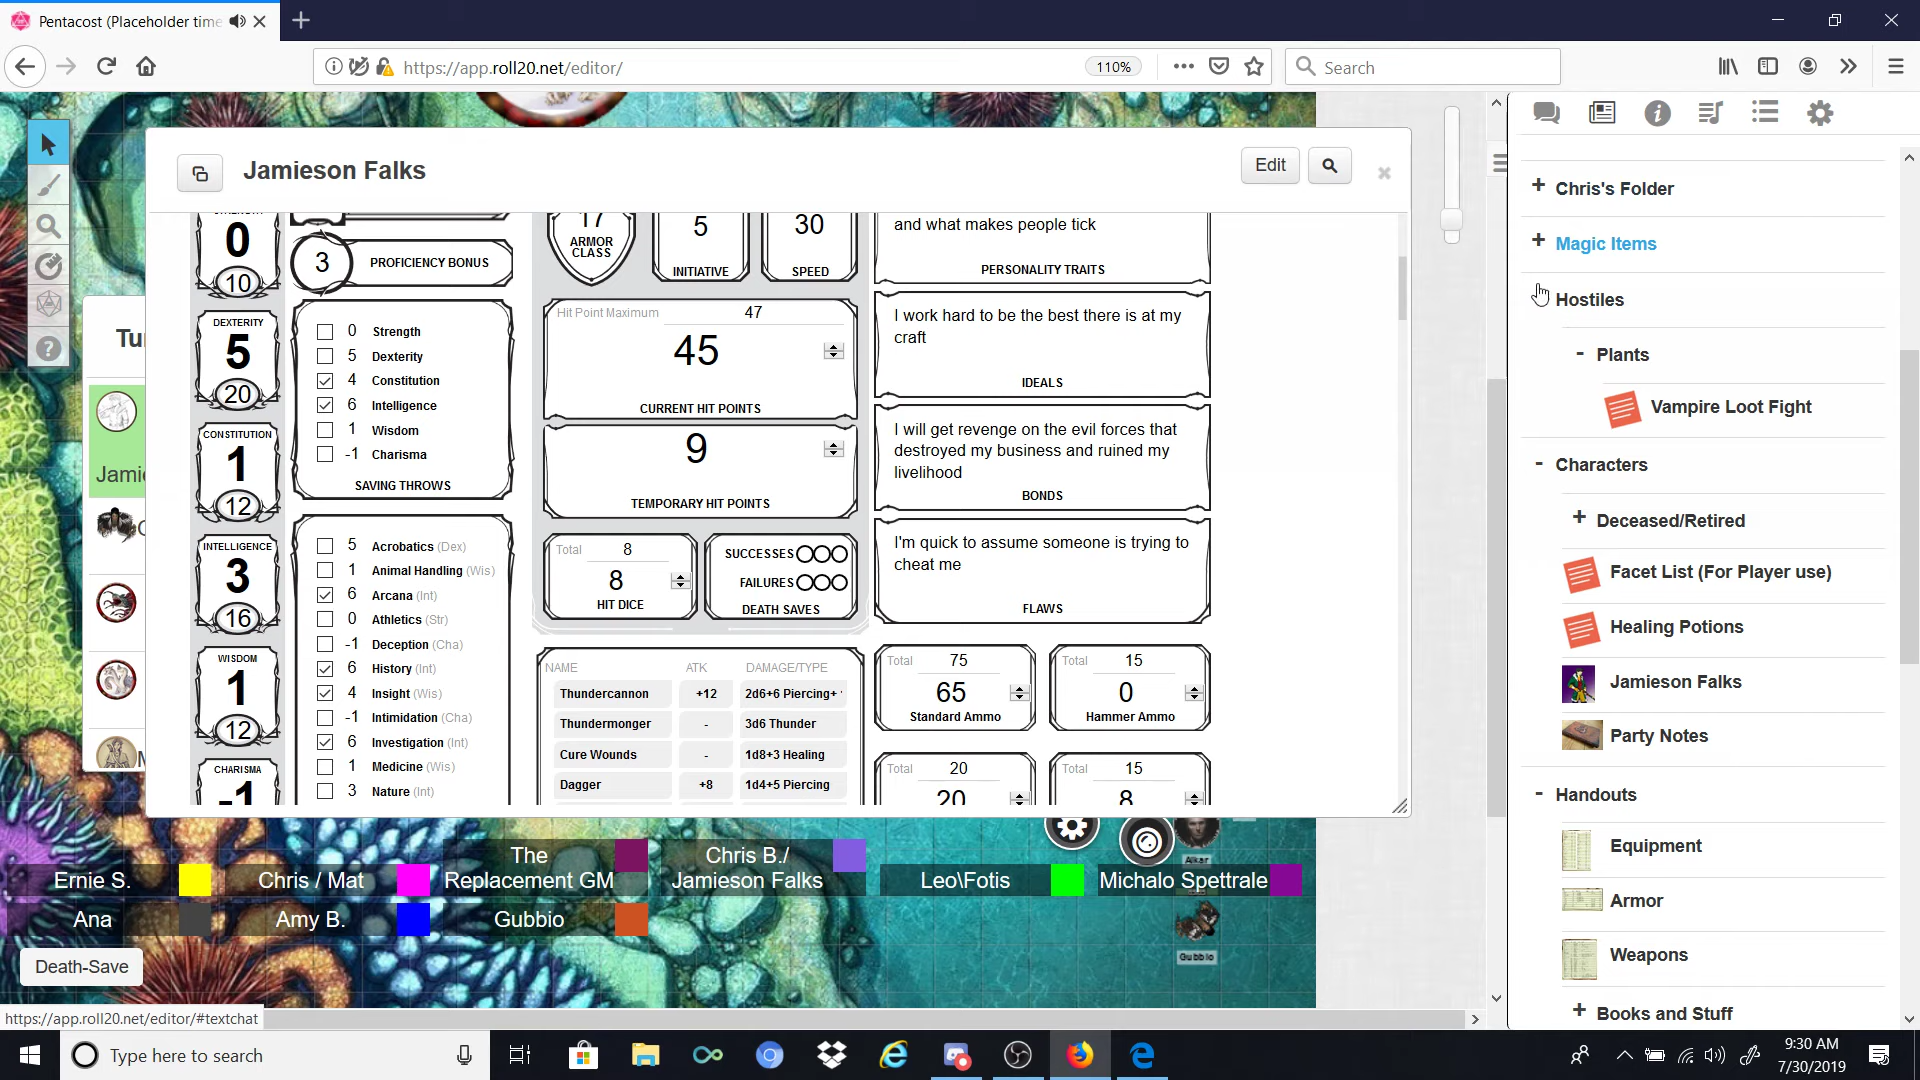 Pentacost (Placeholder time
https://app.roll20.net/editor/
110%
Search
Jamieson Falks
Edit
0
10
3
PROFICIENCY BONUS
DEXTERITY
5
20
CONSTITUTION
1
12
INTELLIGENCE
3
16
WISDOM
1
12
CHARISMA
-1
0 Strength
5 Dexterity
4 Constitution
6 Intelligence
1 Wisdom
-1 Charisma
SAVING THROWS
5 Acrobatics (Dex)
1 Animal Handling (Wis)
6 Arcana (Int)
0 Athletics (Str)
-1 Deception (Cha)
6 History (Int)
4 Insight (Wis)
-1 Intimidation (Cha)
6 Investigation (Int)
1 Medicine (Wis)
3 Nature (Int)
17
ARMOR
CLASS
5
INITIATIVE
30
SPEED
Hit Point Maximum 47
45
CURRENT HIT POINTS
9
TEMPORARY HIT POINTS
Total 8
8
HIT DICE
SUCCESSES
FAILURES
DEATH SAVES
NAME ATK DAMAGE/TYPE
Thundercannon +12 2d6+6 Piercing+
Thundermonger - 3d6 Thunder
Cure Wounds - 1d8+3 Healing
Dagger +8 1d4+5 Piercing
and what makes people tick
PERSONALITY TRAITS
I work hard to be the best there is at my
craft
IDEALS
I will get revenge on the evil forces that
destroyed my business and ruined my
livelihood
BONDS
I'm quick to assume someone is trying to
cheat me
FLAWS
Total 75
65
Standard Ammo
Total 15
0
Hammer Ammo
Total 20
20
Total 15
8
Tu
Jamie
Chris's Folder
Magic Items
Hostiles
- Plants
Vampire Loot Fight
- Characters
+ Deceased/Retired
Facet List (For Player use)
Healing Potions
Jamieson Falks
Party Notes
- Handouts
Equipment
Armor
Weapons
+ Books and Stuff
Ernie S.
Chris / Mat
The
Replacement GM
Chris B./
Jamieson Falks
Leo\Fotis
Michalo Spettrale
Ana
Amy B.
Gubbio
Alkar
Gubbio
Death-Save
https://app.roll20.net/editor/#textchat
Type here to search
9:30 AM
7/30/2019